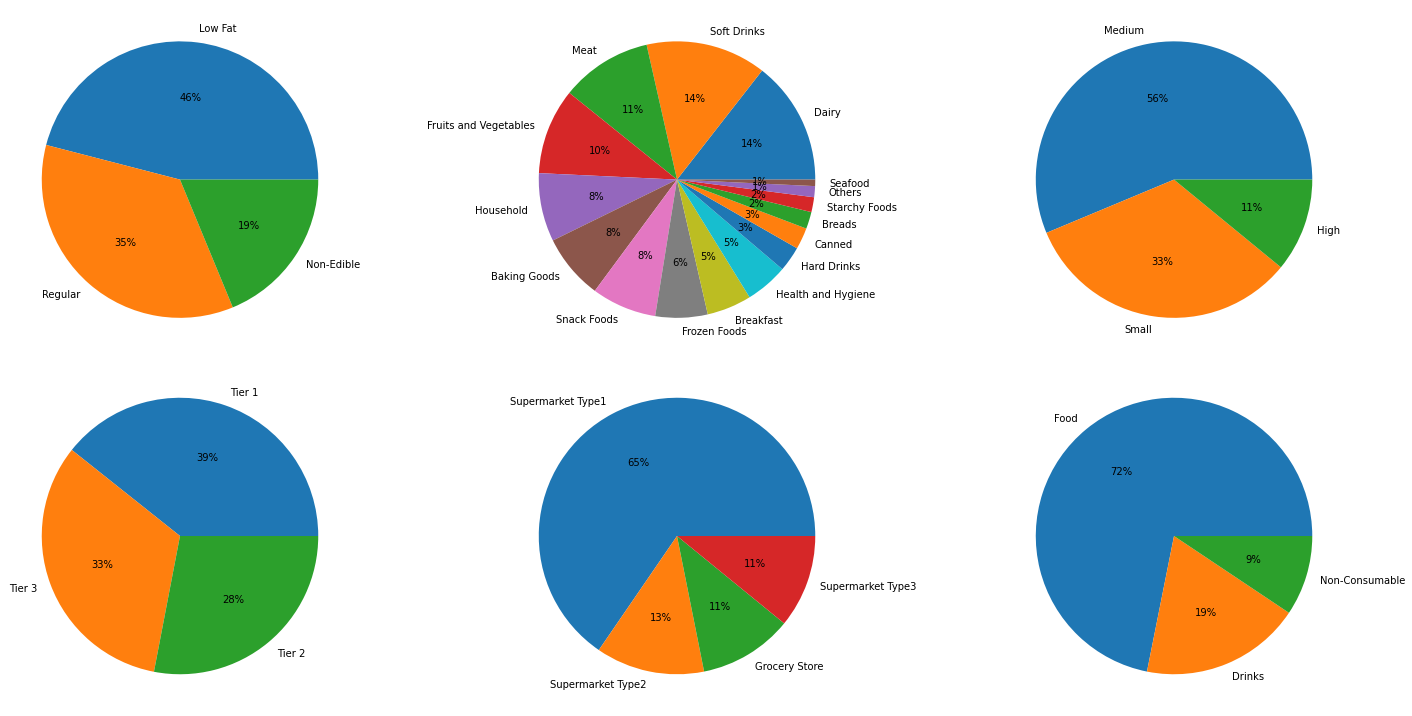 Low Fat
46%
35%
19%
Regular
Non-Edible
Soft Drinks
Meat
Dairy
Fruits and Vegetables
14%
11%
14%
10%
8%
8%
8%
6%
5%
5%
3%
3%
2%
2%
1%
1%
Seafood
Others
Starchy Foods
Breads
Canned
Hard Drinks
Health and Hygiene
Breakfast
Frozen Foods
Snack Foods
Baking Goods
Household
Medium
56%
11%
33%
High
Small
Tier 1
39%
33%
28%
Tier 3
Tier 2
Supermarket Type1
65%
11%
11%
13%
Supermarket Type3
Grocery Store
Supermarket Type2
Food
72%
9%
19%
Non-Consumable
Drinks